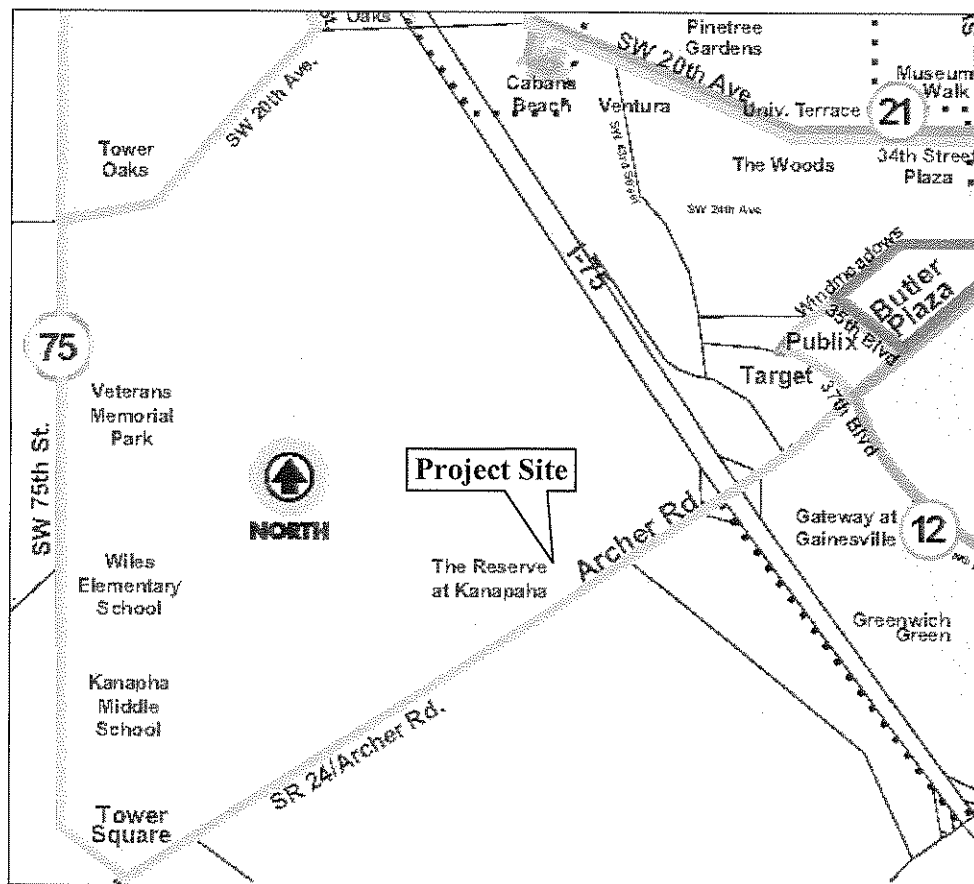 Oaks
Pinetree
Gardens
SW 20th Ave
SW 20th Ave.
Cabana
Beach
Ventura
Museum
Walk
Univ. Terrace
21
SW 43rd Street
Tower
Oaks
The Woods
34th Street
Plaza
SW 24th Ave
I-75
Windmeadows
Butler
Plaza
35th Blvd
Publix
75
Target
37th Blvd
Veterans
Memorial
Park
SW 75th St.
NORTH
Project Site
Archer Rd.
Gateway at
Gainesville
12
Wiles
Elementary
School
The Reserve
at Kanapaha
Greenwich
Green
Kanapha
Middle
School
SR 24/Archer Rd.
Tower
Square